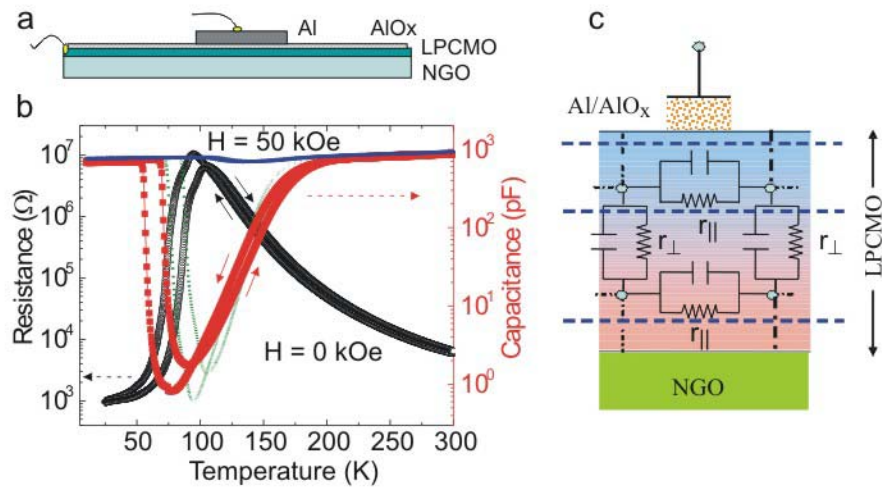 a
Al
AlOx
LPCMO
NGO
b
H = 50 kOe
H = 0 kOe
Resistance (Ω)
10⁷
10⁶
10⁵
10⁴
10³
Capacitance (pF)
10³
10²
10¹
10⁰
50 100 150 200 250 300
Temperature (K)
c
Al/AlOₓ
r||
r⊥
r⊥
r||
LPCMO
NGO